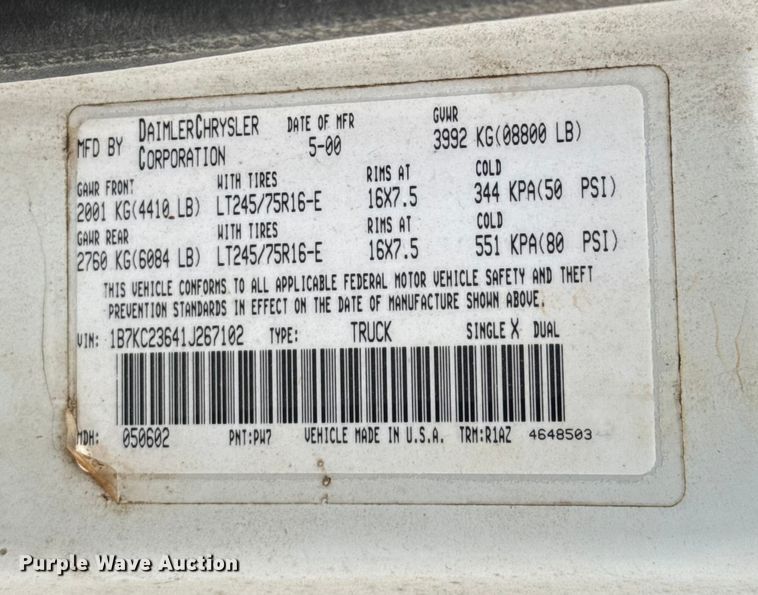 MFD BY DAIMLERCHRYSLER CORPORATION DATE OF MFR 5-00 GVWR 3992 KG(08800 LB)
GAWR FRONT WITH TIRES RIMS AT COLD
2001 KG(4410 LB) LT245/75R16-E 16X7.5 344 KPA(50 PSI)
GAWR REAR WITH TIRES RIMS AT COLD
2760 KG(6084 LB) LT245/75R16-E 16X7.5 551 KPA(80 PSI)
THIS VEHICLE CONFORMS TO ALL APPLICABLE FEDERAL MOTOR VEHICLE SAFETY AND THEFT
PREVENTION STANDARDS IN EFFECT ON THE DATE OF MANUFACTURE SHOWN ABOVE.
VIN: 1B7KC23641J267102 TYPE: TRUCK SINGLE X DUAL
MDH: 050602 PNT:PW7 VEHICLE MADE IN U.S.A. TRM:R1AZ 4648503
Purple Wave Auction